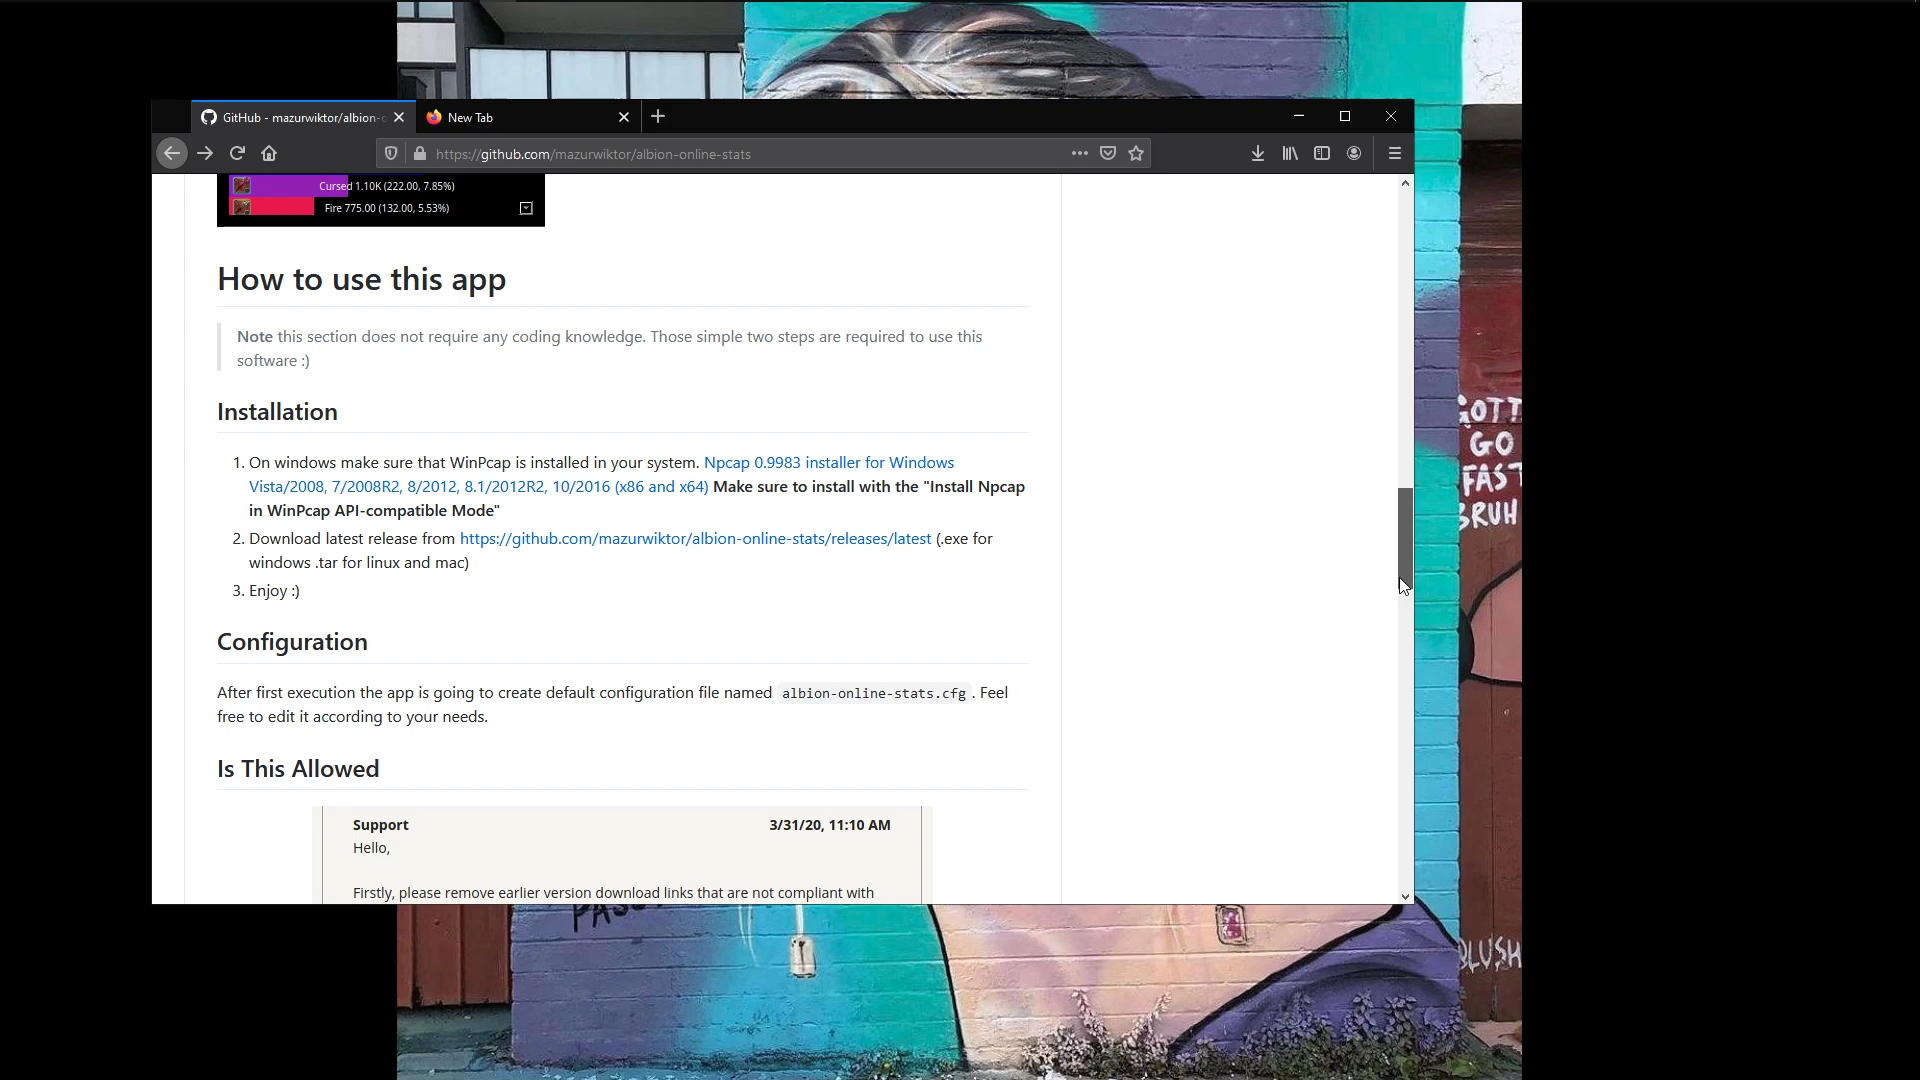 GitHub - mazurwiktor/albion-o
New Tab
https://github.com/mazurwiktor/albion-online-stats
Cursed 1.10K (222.00, 7.85%)
Fire 775.00 (132.00, 5.53%)
How to use this app
Note this section does not require any coding knowledge. Those simple two steps are required to use this
software :)
Installation
1. On windows make sure that WinPcap is installed in your system. Npcap 0.9983 installer for Windows
Vista/2008, 7/2008R2, 8/2012, 8.1/2012R2, 10/2016 (x86 and x64) Make sure to install with the "Install Npcap
in WinPcap API-compatible Mode"
2. Download latest release from https://github.com/mazurwiktor/albion-online-stats/releases/latest (.exe for
windows .tar for linux and mac)
3. Enjoy :)
Configuration
After first execution the app is going to create default configuration file named albion-online-stats.cfg . Feel
free to edit it according to your needs.
Is This Allowed
Support 3/31/20, 11:10 AM
Hello,
Firstly, please remove earlier version download links that are not compliant with
GOTT
GO
FAST
BRUH